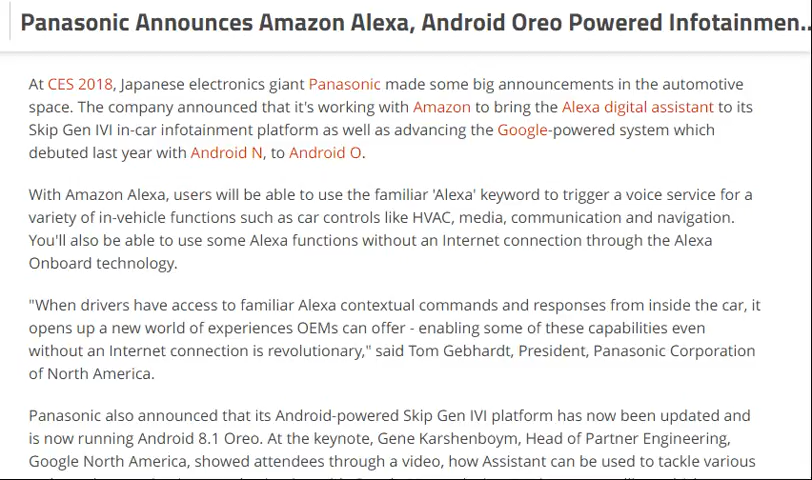 Panasonic Announces Amazon Alexa, Android Oreo Powered Infotainmen...
At CES 2018, Japanese electronics giant Panasonic made some big announcements in the automotive
space. The company announced that it's working with Amazon to bring the Alexa digital assistant to its
Skip Gen IVI in-car infotainment platform as well as advancing the Google-powered system which
debuted last year with Android N, to Android O.
With Amazon Alexa, users will be able to use the familiar 'Alexa' keyword to trigger a voice service for a
variety of in-vehicle functions such as car controls like HVAC, media, communication and navigation.
You'll also be able to use some Alexa functions without an Internet connection through the Alexa
Onboard technology.
"When drivers have access to familiar Alexa contextual commands and responses from inside the car, it
opens up a new world of experiences OEMs can offer - enabling some of these capabilities even
without an Internet connection is revolutionary," said Tom Gebhardt, President, Panasonic Corporation
of North America.
Panasonic also announced that its Android-powered Skip Gen IVI platform has now been updated and
is now running Android 8.1 Oreo. At the keynote, Gene Karshenboym, Head of Partner Engineering,
Google North America, showed attendees through a video, how Assistant can be used to tackle various